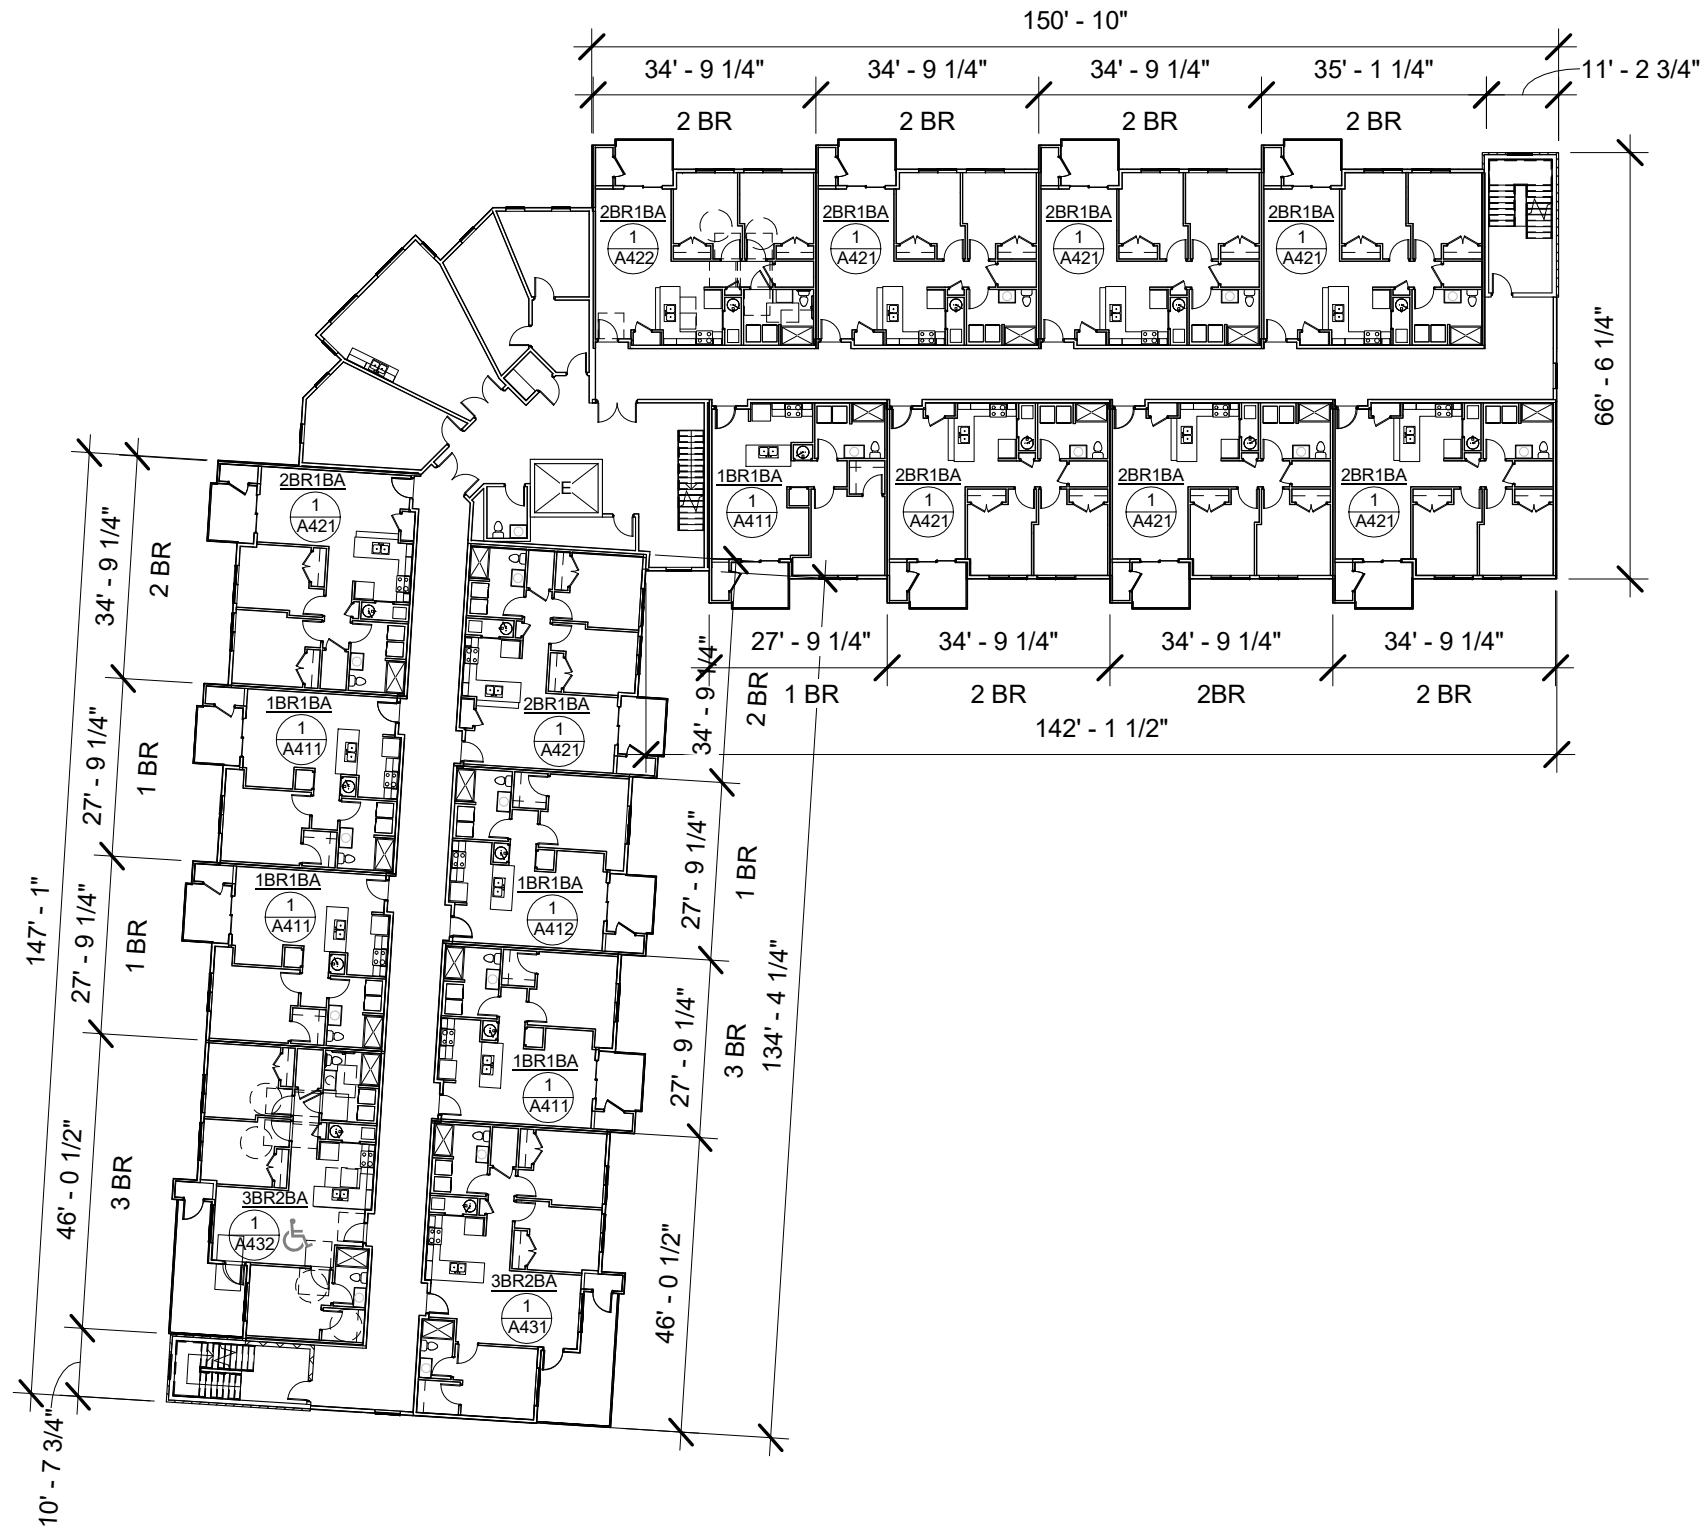 150' - 10"
34' - 9 1/4"
34' - 9 1/4"
34' - 9 1/4"
35' - 1 1/4"
11' - 2 3/4"
2 BR
2 BR
2 BR
2 BR
2BR1BA
1
A422
2BR1BA
1
A421
2BR1BA
1
A421
2BR1BA
1
A421
66' - 6 1/4"
1BR1BA
1
A411
2BR1BA
1
A421
2BR1BA
1
A421
2BR1BA
1
A421
E
27' - 9 1/4"
34' - 9 1/4"
34' - 9 1/4"
34' - 9 1/4"
1 BR
2 BR
2BR
2 BR
142' - 1 1/2"
147' - 1"
34' - 9 1/4"
2 BR
27' - 9 1/4"
1 BR
27' - 9 1/4"
1 BR
46' - 0 1/2"
3 BR
10' - 7 3/4"
2BR1BA
1
A421
1BR1BA
1
A411
1BR1BA
1
A411
3BR2BA
1
A432
2BR1BA
1
A421
1BR1BA
1
A412
1BR1BA
1
A411
3BR2BA
1
A431
34' - 9 1/4"
2 BR
27' - 9 1/4"
1 BR
27' - 9 1/4"
3 BR
134' - 4 1/4"
46' - 0 1/2"